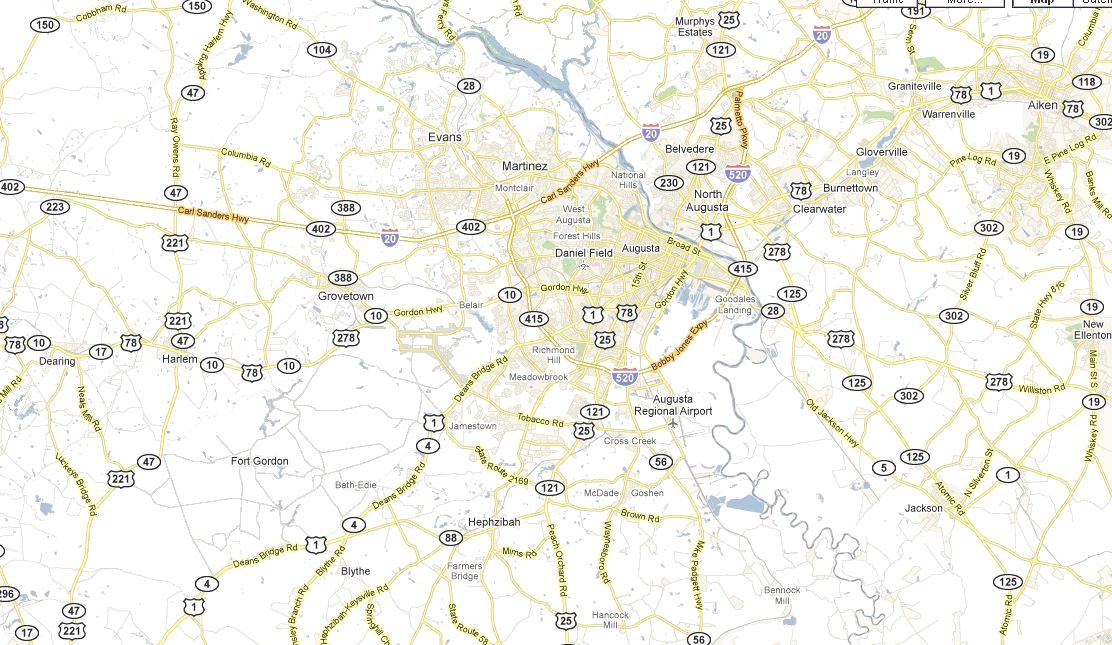 Traffic
More...
Map
150
Cobbham Rd
150
Washington Rd
104
Appling Harlem Hwy
47
s Ferry Rd
Rd
28
Murphys
Estates
25
121
20
191
19
Columbia
118
Graniteville
78
1
Aiken
78
302
Warrenville
Palmetto Pkwy
25
20
Evans
Ray Owens Rd
Columbia Rd
Martinez
Montclair
Carl Sanders Hwy
Belvedere
121
520
230
National
Hills
North
Augusta
Gloverville
Langley
Burnettown
78
Clearwater
Pine Log Rd
19
E Pine Log Rd
Whiskey Rd
Banks Mill Rd
402
223
47
Carl Sanders Hwy
388
402
20
402
221
West
Augusta
Forest Hills
Daniel Field
Augusta
Broad St
1
278
302
19
415
388
Grovetown
10
Gordon Hwy
Belair
10
Gordon Hwy
15th St
Gordon Hwy
415
1
78
25
Goodales
Landing
125
28
Silver Bluff Rd
State Hwy 816
302
19
New
Ellenton
278
221
47
78
10
17
78
Dearing
Harlem
10
78
10
278
Richmond
Hill
Meadowbrook
520
Bobby Jones Expy
Deans Bridge Rd
Augusta
Regional Airport
125
302
278
Williston Rd
19
Main St S
s Mill Rd
Neals Mill Rd
1
Jamestown
4
Tobacco Rd
121
25
Cross Creek
Old Jackson Hwy
Whiskey Rd
Luckeys Bridge Rd
47
221
Fort Gordon
Bath-Edie
Deans Bridge Rd
State Route 2169
121
56
McDade
Goshen
5
125
N Silverton St
1
Atomic Rd
Jackson
4
Hephzibah
Brown Rd
1
Deans Bridge Rd
88
Mims Rd
Peach Orchard Rd
Waynesboro Rd
Mike Padgett Hwy
Blythe Rd
Blythe
Farmers
Bridge
4
1
Hephzibah-Keysville Rd
State Route 58
25
Hancock
Mill
56
Bennock
Mill
125
Atomic Rd
296
47
17
221